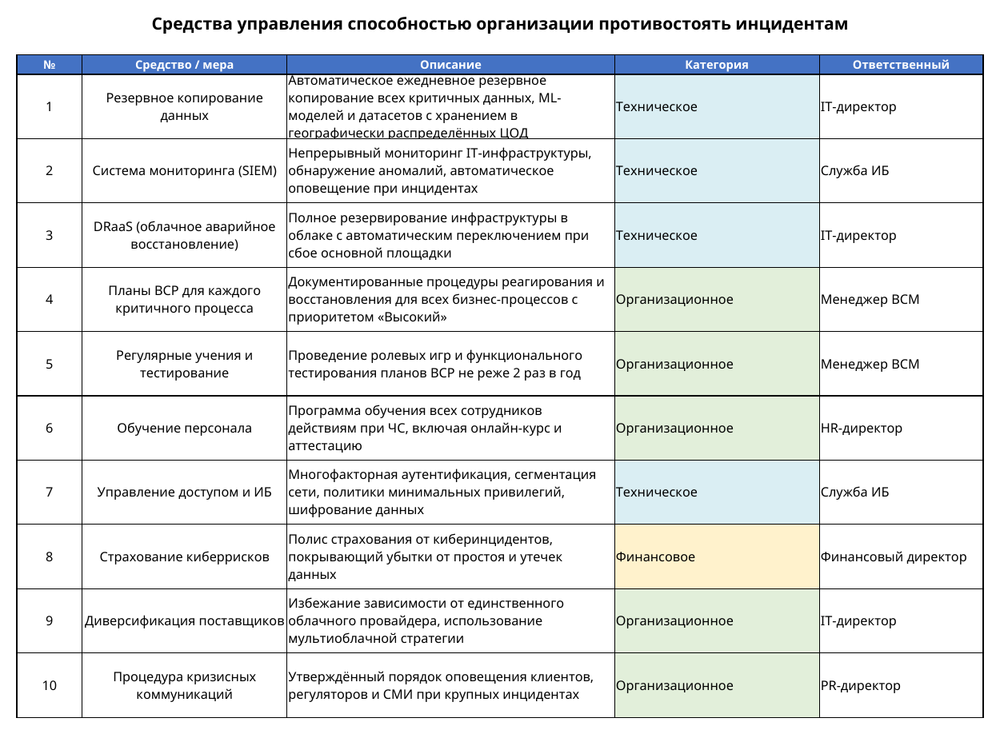 Средства управления способностью организации противостоять инцидентам
№ Средство / мера Описание Категория Ответственный
1
Резервное копирование
данных
Автоматическое ежедневное резервное
копирование всех критичных данных, ML-
моделей и датасетов с хранением в
географически распределённых ЦОД
Техническое
IT-директор
2
Система мониторинга (SIEM)
Непрерывный мониторинг IT-инфраструктуры,
обнаружение аномалий, автоматическое
оповещение при инцидентах
Техническое
Служба ИБ
3
DRaaS (облачное аварийное
восстановление)
Полное резервирование инфраструктуры в
облаке с автоматическим переключением при
сбое основной площадки
Техническое
IT-директор
4
Планы ВСР для каждого
критичного процесса
Документированные процедуры реагирования и
восстановления для всех бизнес-процессов с
приоритетом «Высокий»
Организационное
Менеджер ВСМ
5
Регулярные учения и
тестирование
Проведение ролевых игр и функционального
тестирования планов ВСР не реже 2 раз в год
Организационное
Менеджер ВСМ
6
Обучение персонала
Программа обучения всех сотрудников
действиям при ЧС, включая онлайн-курс и
аттестацию
Организационное
HR-директор
7
Управление доступом и ИБ
Многофакторная аутентификация, сегментация
сети, политики минимальных привилегий,
шифрование данных
Техническое
Служба ИБ
8
Страхование киберрисков
Полис страхования от киберинцидентов,
покрывающий убытки от простоя и утечек
данных
Финансовое
Финансовый директор
9
Диверсификация поставщиков
Избежание зависимости от единственного
облачного провайдера, использование
мультиоблачной стратегии
Организационное
IT-директор
10
Процедура кризисных
коммуникаций
Утверждённый порядок оповещения клиентов,
регуляторов и СМИ при крупных инцидентах
Организационное
PR-директор